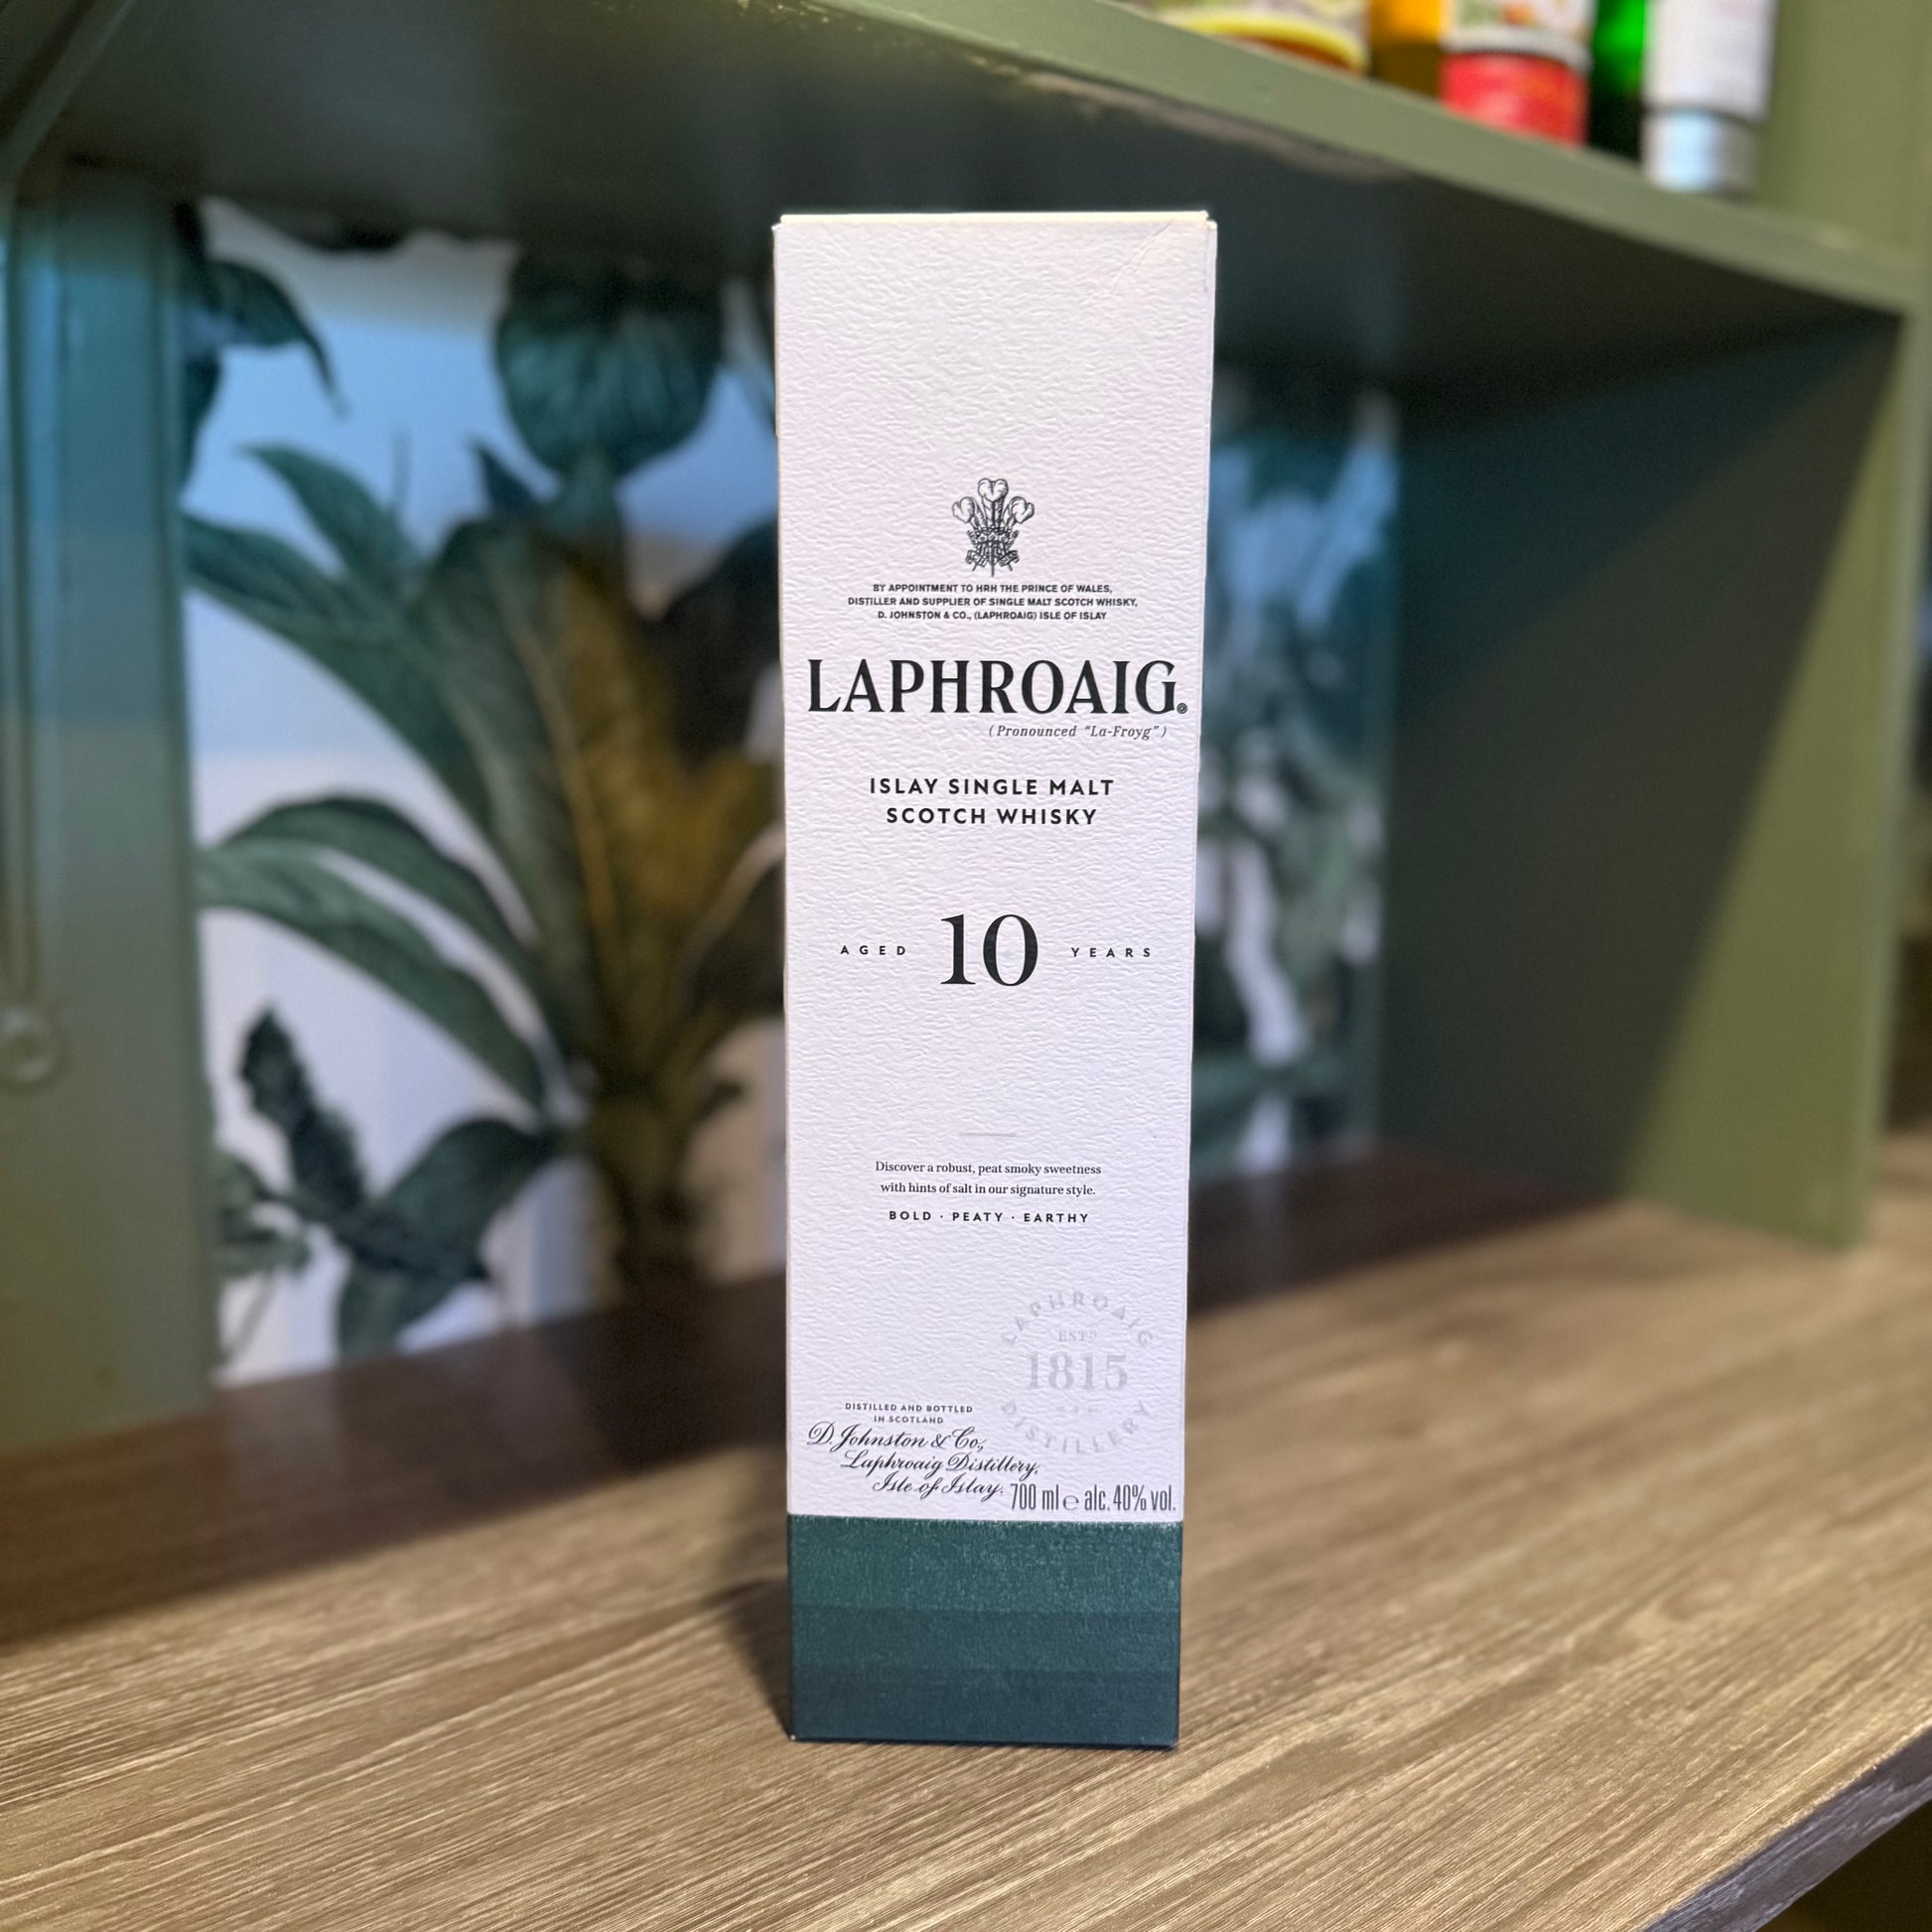 BY APPOINTMENT TO HRH THE PRINCE OF WALES,
DISTILLER AND SUPPLIER OF SINGLE MALT SCOTCH WHISKY,
D. JOHNSTON & CO., (LAPHROAIG) ISLE OF ISLAY
LAPHROAIG®
(Pronounced "La-Froyg")
ISLAY SINGLE MALT
SCOTCH WHISKY
AGED 10 YEARS
Discover a robust, peat smoky sweetness
with hints of salt in our signature style.
BOLD · PEATY · EARTHY
LAPHROAIG
ESTD
1815
DISTILLERY
DISTILLED AND BOTTLED
IN SCOTLAND
D. Johnston & Co.,
Laphroaig Distillery,
Isle of Islay.
700 ml e alc. 40% vol.